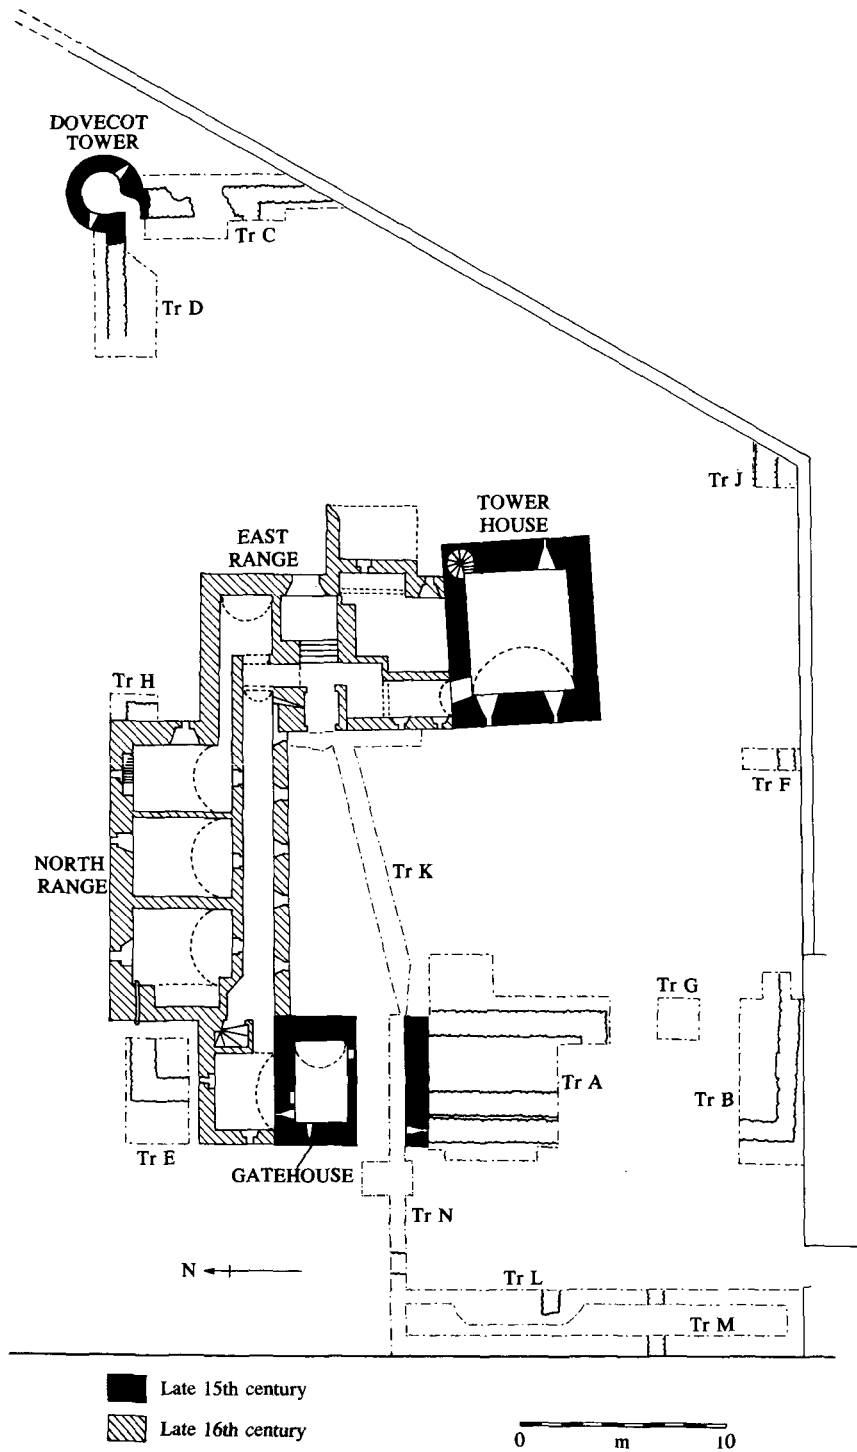 DOVECOT
TOWER
Tr C
Tr D
Tr J
TOWER
HOUSE
EAST
RANGE
Tr H
Tr F
NORTH
RANGE
Tr K
Tr G
Tr A
Tr B
Tr E
GATEHOUSE
Tr N
N
Tr L
Tr M
Late 15th century
Late 16th century
0 m 10